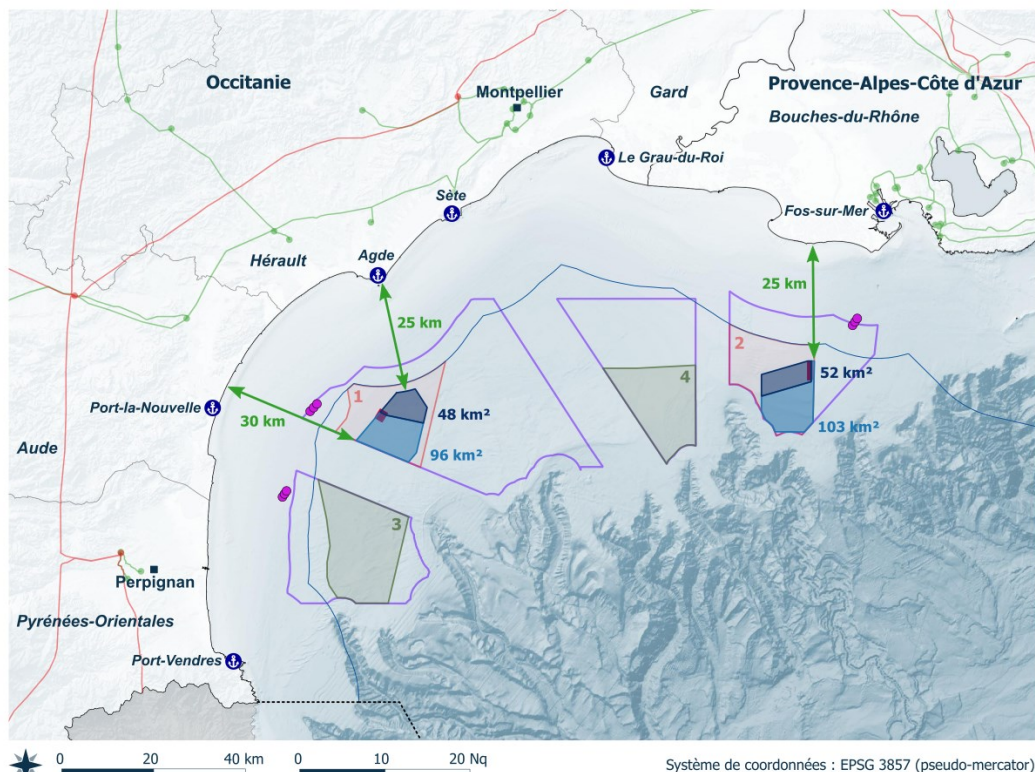 Occitanie
Provence-Alpes-Côte d'Azur
Montpellier
Gard
Bouches-du-Rhône
Le Grau-du-Roi
Sète
Fos-sur-Mer
Agde
Hérault
25 km
25 km
2
1
4
52 km²
Port-la-Nouvelle
30 km
48 km²
103 km²
Aude
96 km²
3
Perpignan
Pyrénées-Orientales
Port-Vendres
0 20 40 km
0 10 20 Nq
Système de coordonnées : EPSG 3857 (pseudo-mercator)